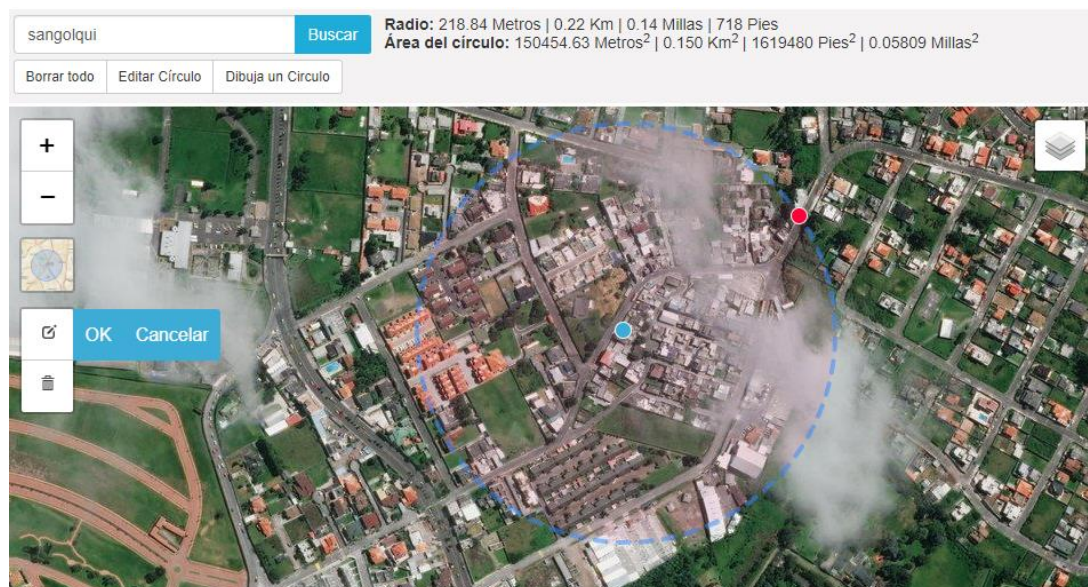 sangolqui
Buscar
Radio: 218.84 Metros | 0.22 Km | 0.14 Millas | 718 Pies
Área del círculo: 150454.63 Metros² | 0.150 Km² | 1619480 Pies² | 0.05809 Millas²
Borrar todo
Editar Círculo
Dibuja un Circulo
+
−
OK
Cancelar